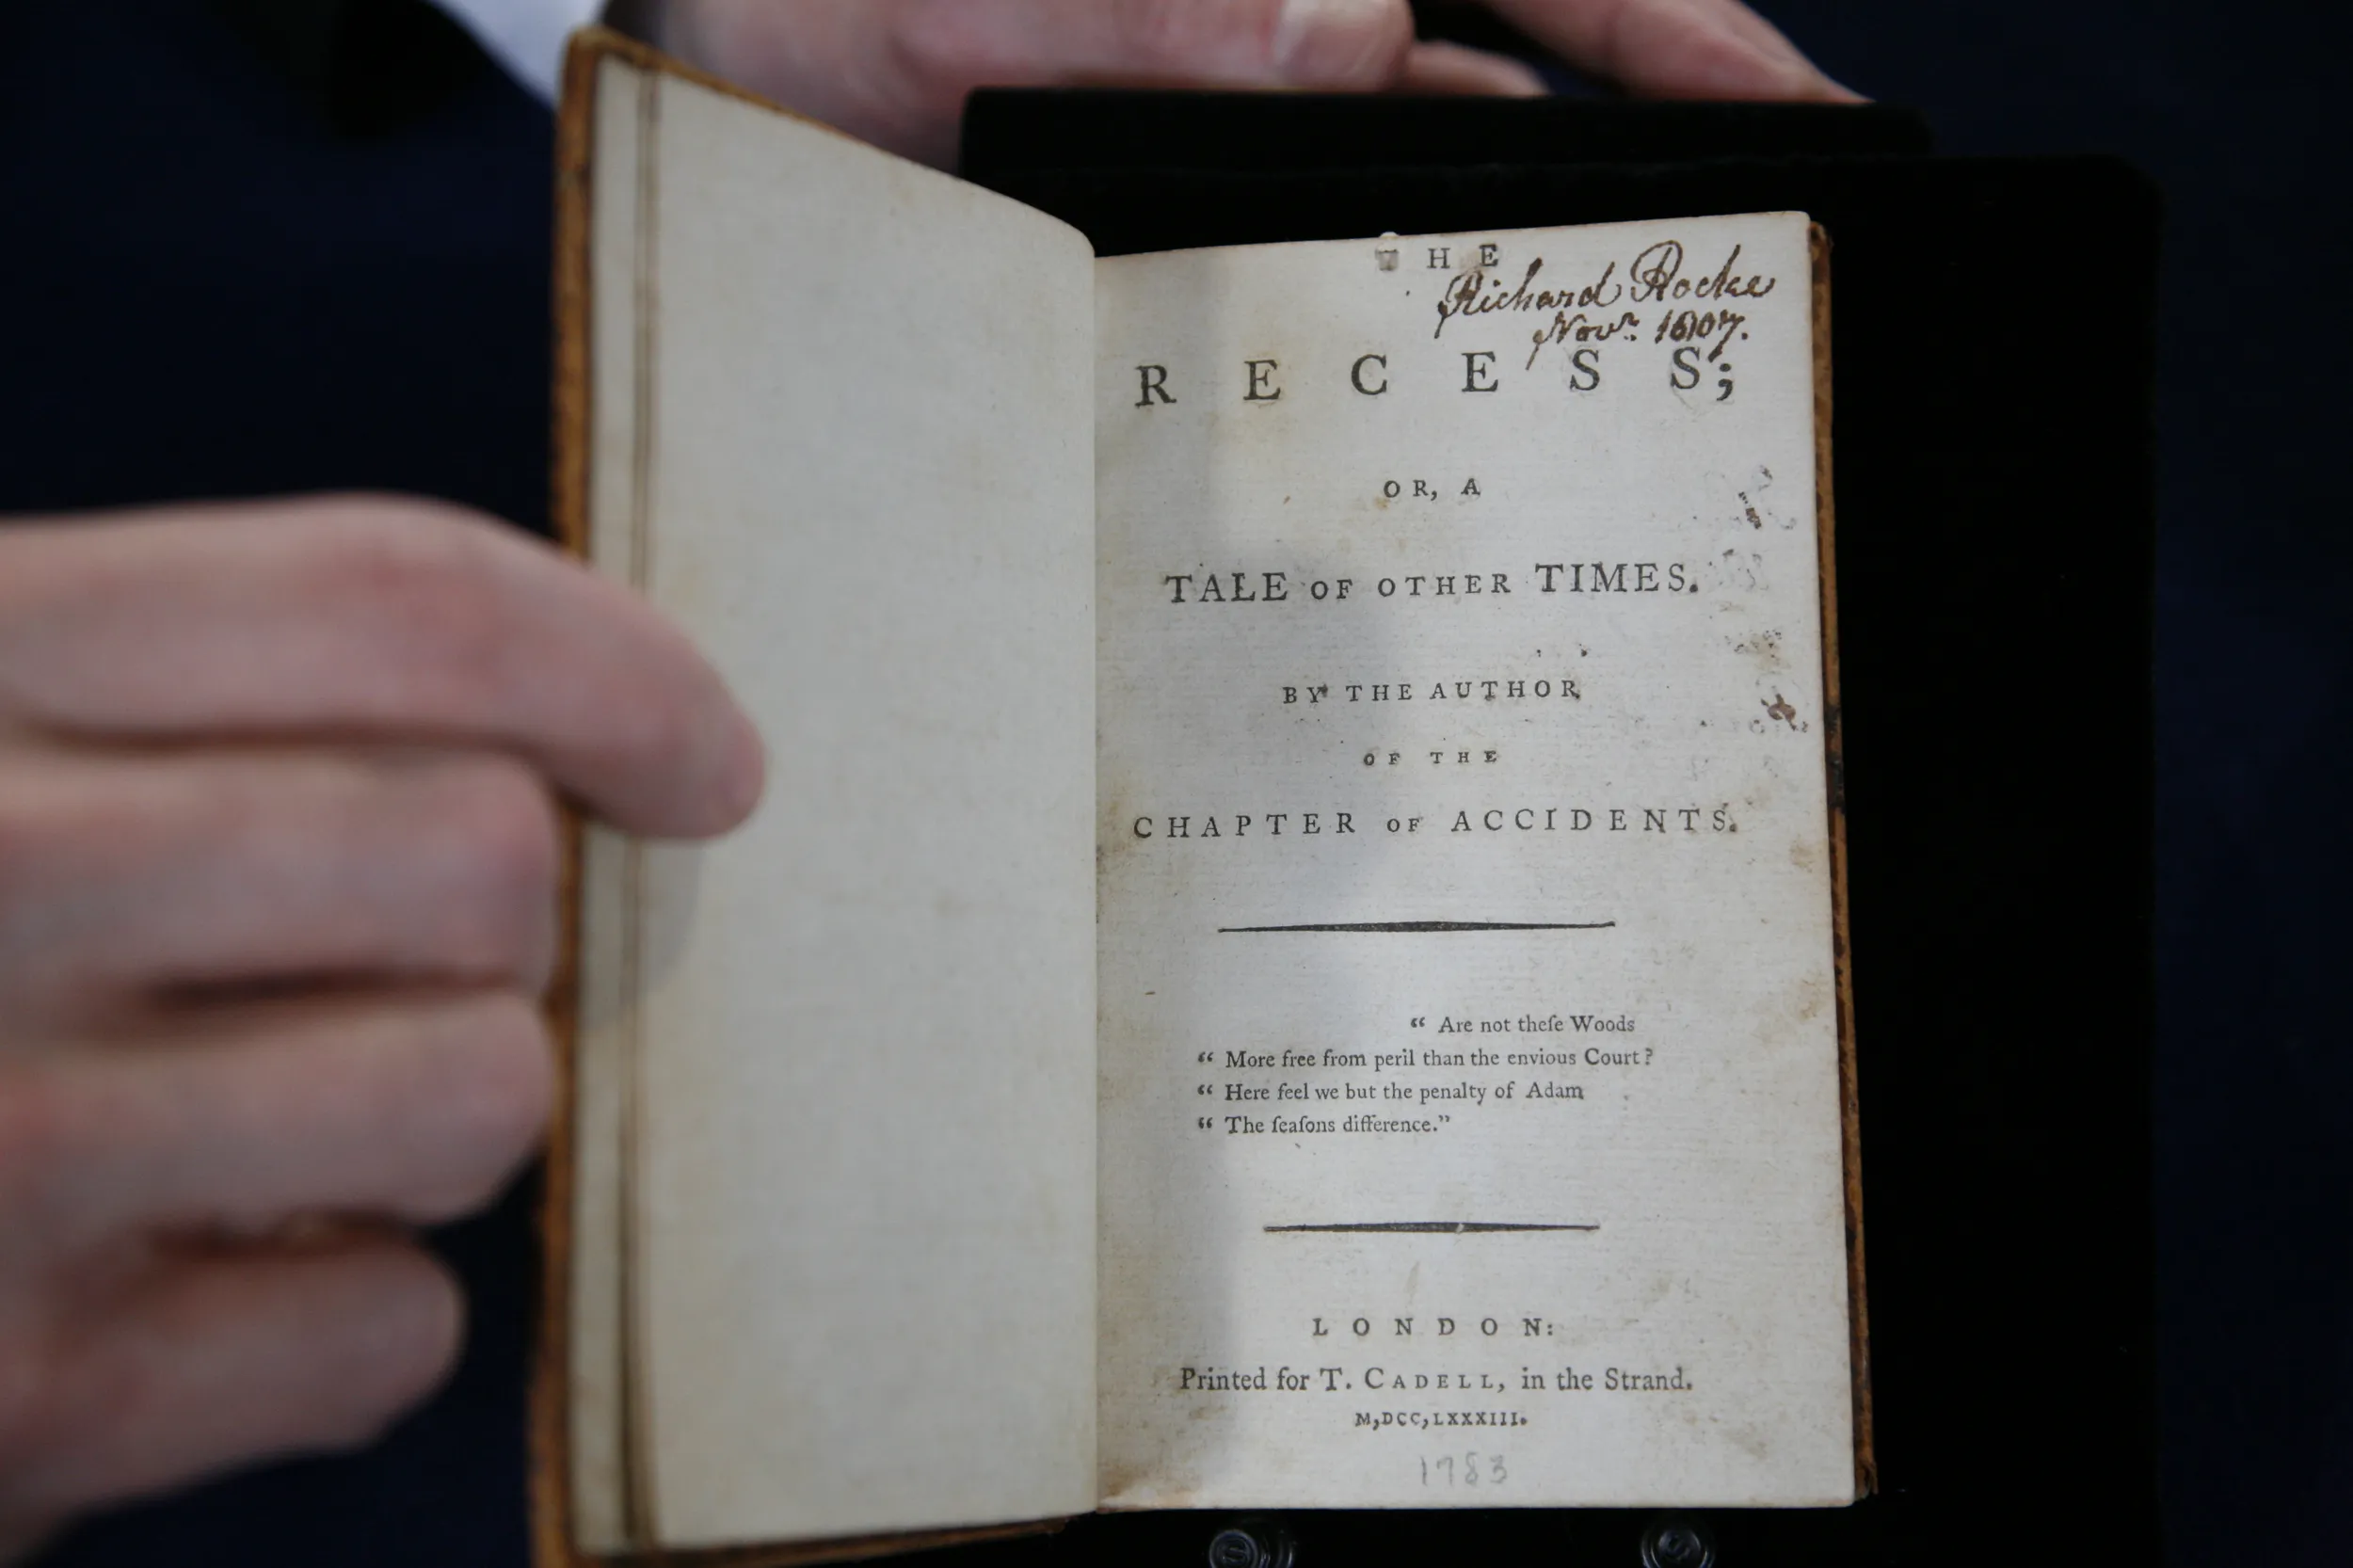 THE
Richard Rocke
Novr. 1807.
RECESS;
OR, A
TALE OF OTHER TIMES.
BY THE AUTHOR
OF THE
CHAPTER OF ACCIDENTS.
“ Are not theſe Woods
“ More free from peril than the envious Court?
“ Here feel we but the penalty of Adam
“ The ſeaſons difference.”
LONDON:
Printed for T. CADELL, in the Strand.
M,DCC,LXXXIII.
1783